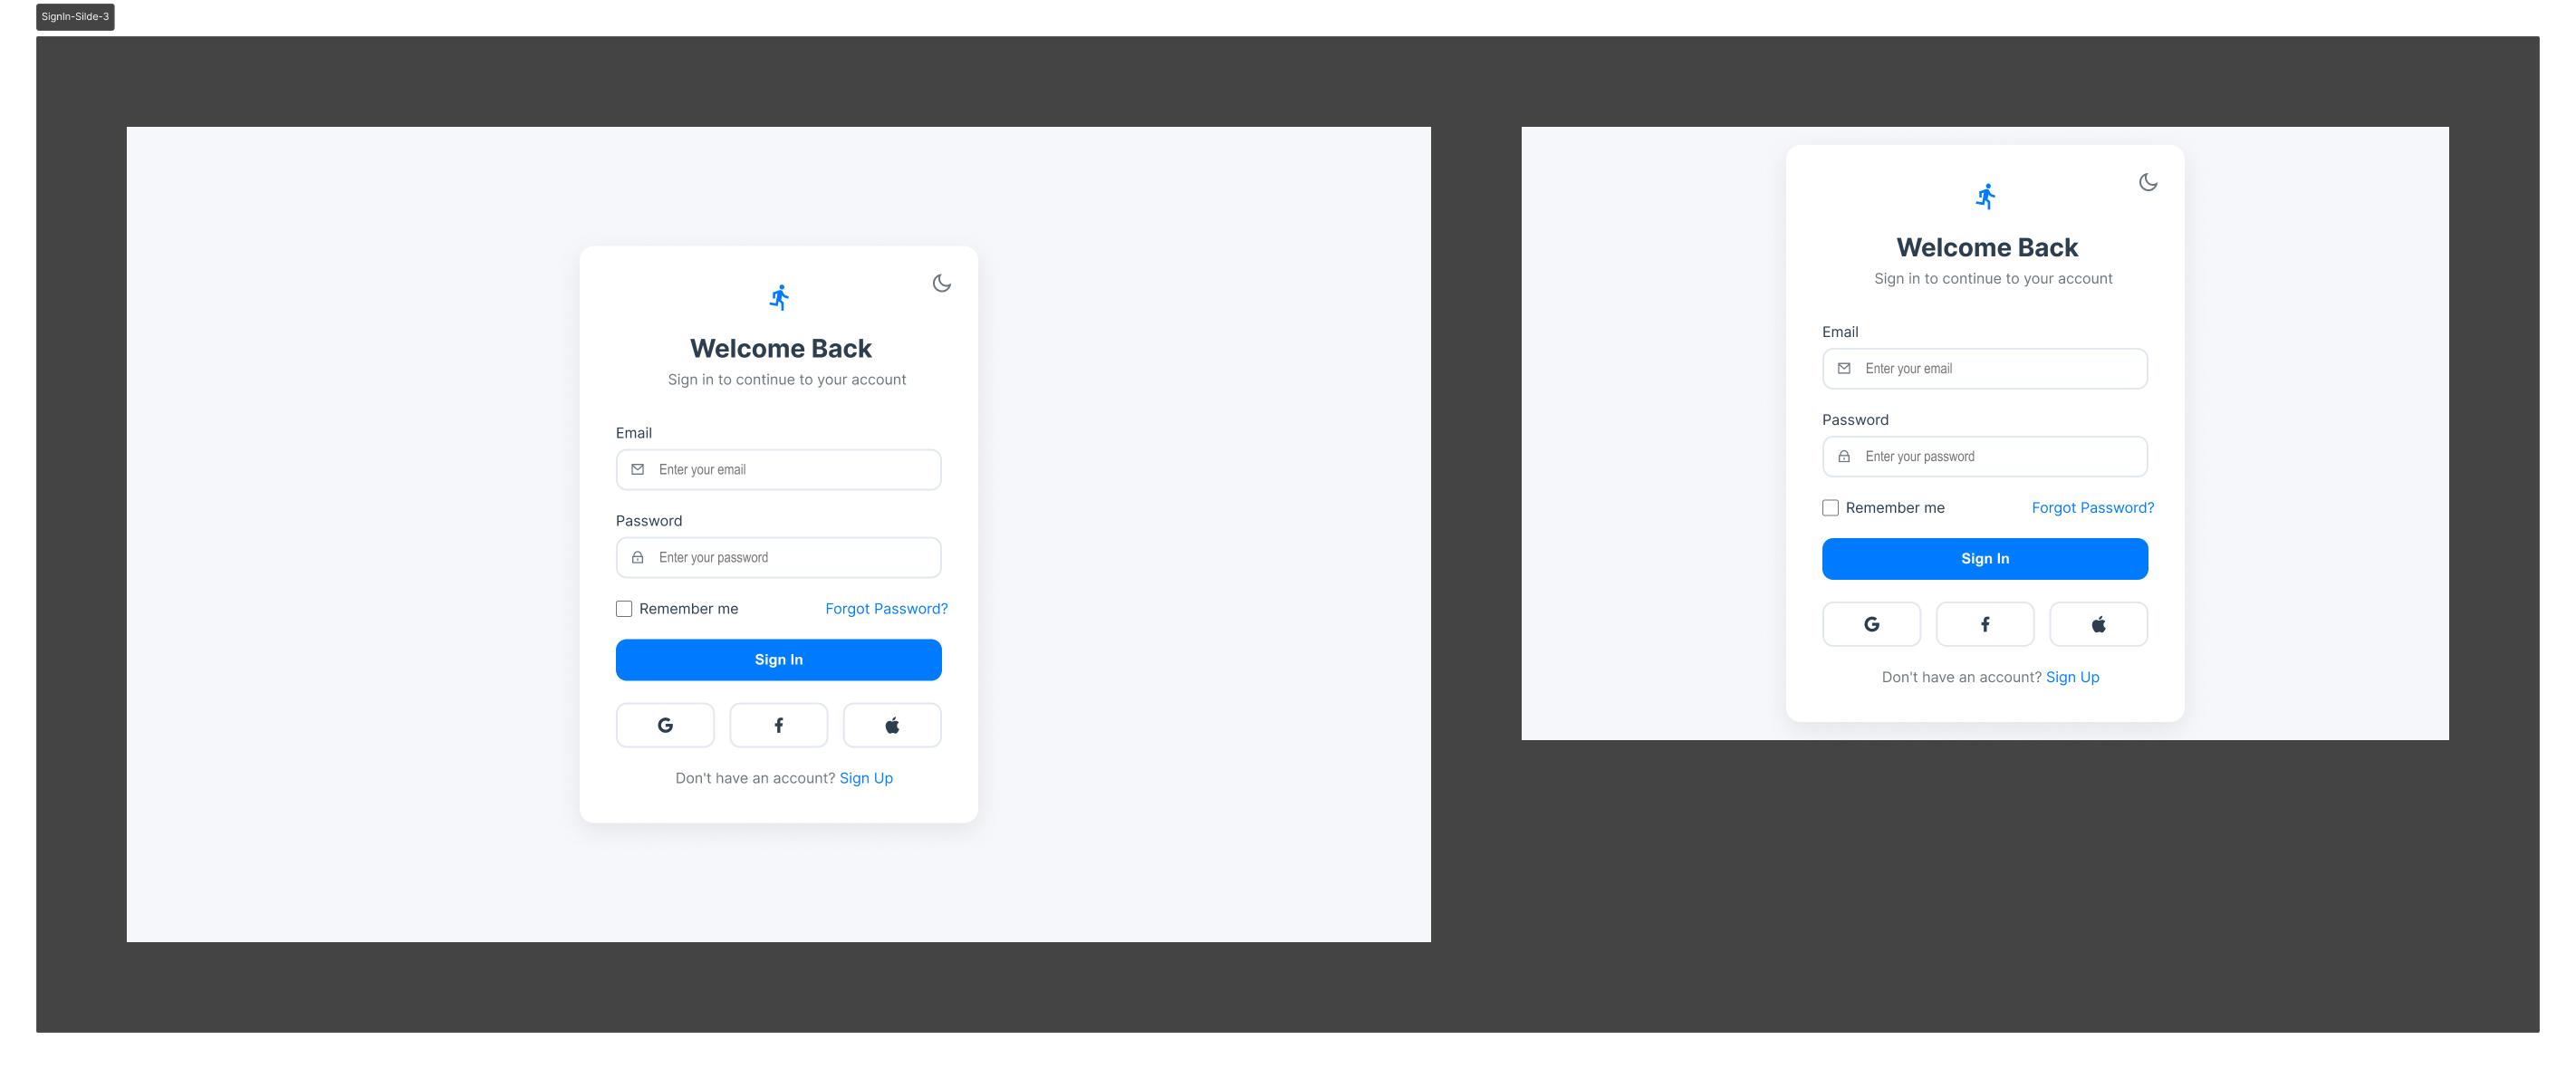 SignIn-Silde-3
Welcome Back
Sign in to continue to your account
Email
Enter your email
Password
Enter your password
Remember me
Forgot Password?
Sign In
Don't have an account? Sign Up
Welcome Back
Sign in to continue to your account
Email
Enter your email
Password
Enter your password
Remember me
Forgot Password?
Sign In
Don't have an account? Sign Up